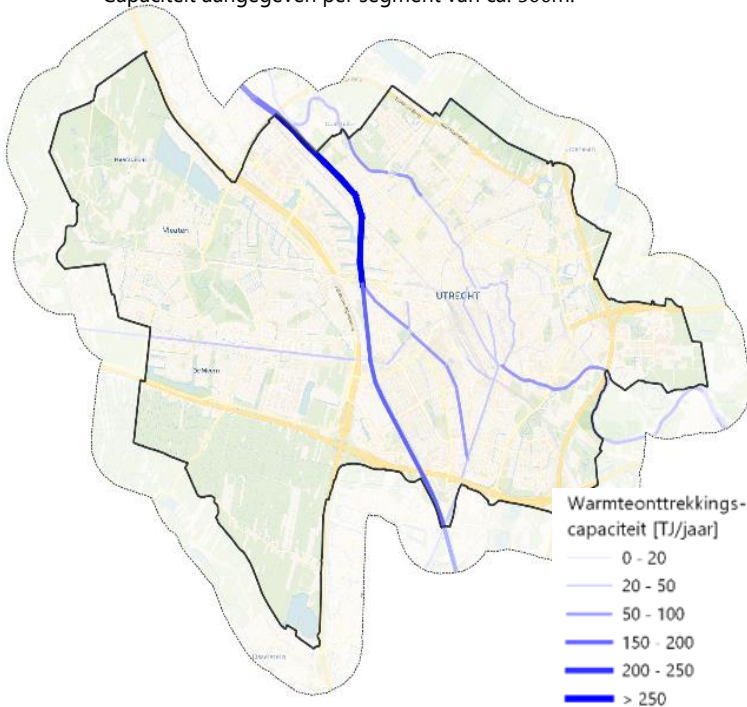 Capaciteit aangegeven per segment van ca. 500m.
Vleuten
UTRECHT
De Meern
Warmteonttrekkings-
capaciteit [TJ/jaar]
0 - 20
20 - 50
50 - 100
150 - 200
200 - 250
> 250